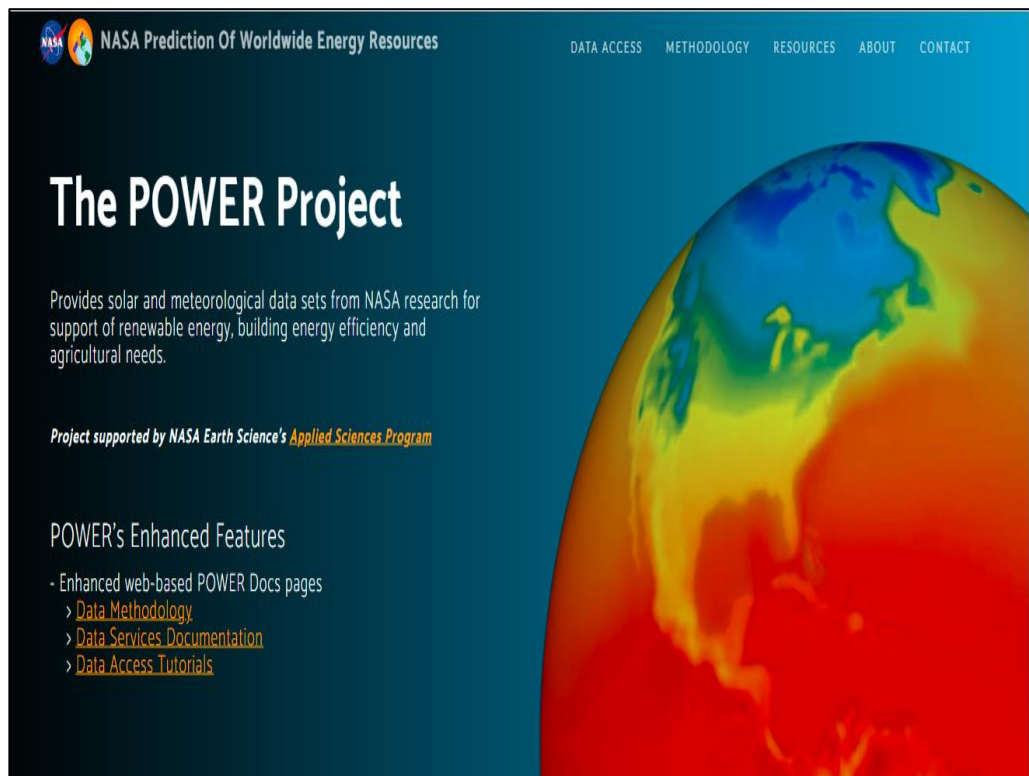 NASA
NASA Prediction Of Worldwide Energy Resources
DATA ACCESS METHODOLOGY RESOURCES ABOUT CONTACT
The POWER Project
Provides solar and meteorological data sets from NASA research for
support of renewable energy, building energy efficiency and
agricultural needs.
Project supported by NASA Earth Science's Applied Sciences Program
POWER's Enhanced Features
- Enhanced web-based POWER Docs pages
> Data Methodology
> Data Services Documentation
> Data Access Tutorials